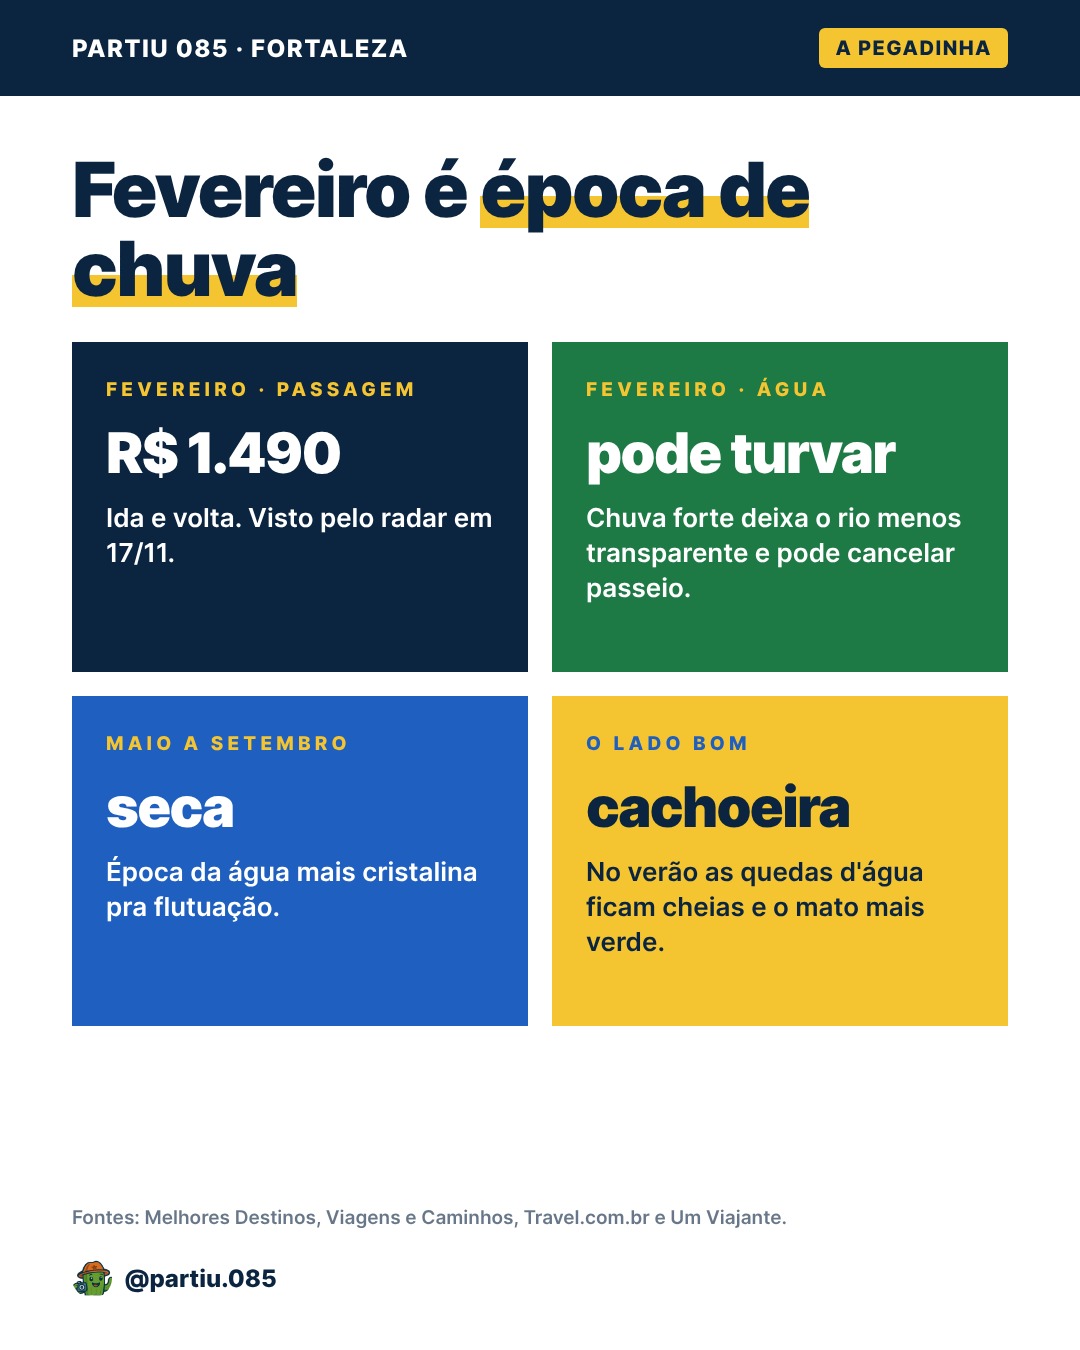 PARTIU 085 · FORTALEZA
A PEGADINHA
Fevereiro é época de
chuva
FEVEREIRO · PASSAGEM
R$ 1.490
Ida e volta. Visto pelo radar em
17/11.
FEVEREIRO · ÁGUA
pode turvar
Chuva forte deixa o rio menos
transparente e pode cancelar
passeio.
MAIO A SETEMBRO
seca
Época da água mais cristalina
pra flutuação.
O LADO BOM
cachoeira
No verão as quedas d'água
ficam cheias e o mato mais
verde.
Fontes: Melhores Destinos, Viagens e Caminhos, Travel.com.br e Um Viajante.
@partiu.085